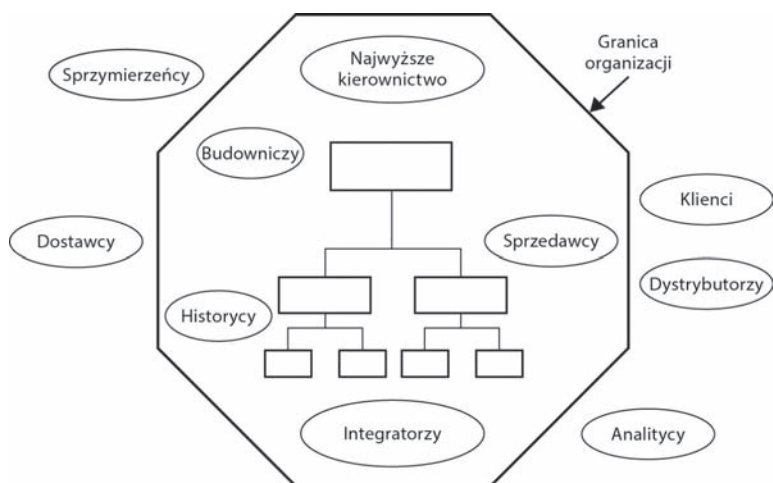 Najwyższe
kierownictwo
Granica
organizacji
Sprzymierzeńcy
Budowniczy
Klienci
Dostawcy
Sprzedawcy
Dystrybutorzy
Historycy
Integratorzy
Analitycy